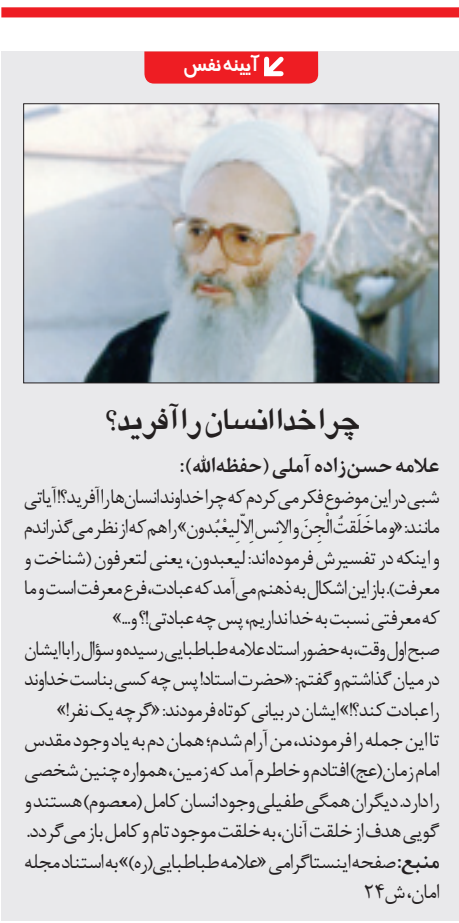 آیینه نفس
چرا خدا انسان را آفرید؟
علامه حسن‌زاده آملی (حفظه‌الله):
شبی در این موضوع فکر می‌کردم که چرا خداوند انسان‌ها را آفرید؟! آیاتی
مانند: «و ما خَلَقتُ الْجِنَ والاِنس اِلاّ لِیعْبُدون» را هم که از نظر می‌گذراندم
و اینکه در تفسیرش فرموده‌اند: لیعبدون، یعنی لتعرفون (شناخت و
معرفت). باز این اشکال به ذهنم می‌آمد که عبادت، فرع معرفت است و ما
که معرفتی نسبت به خدا نداریم، پس چه عبادتی!؟ و...»
صبح اول وقت، به حضور استاد علامه طباطبایی رسیده و سؤال را با ایشان
در میان گذاشتم و گفتم: «حضرت استاد! پس چه کسی بناست خداوند
را عبادت کند؟!» ایشان در بیانی کوتاه فرمودند: «گرچه یک نفر!»
تا این جمله را فرمودند، من آرام شدم؛ همان دم به یاد وجود مقدس
امام زمان(عج) افتادم و خاطرم آمد که زمین، همواره چنین شخصی
را دارد. دیگران همگی طفیلی وجود انسان کامل (معصوم) هستند و
گویی هدف از خلقت آنان، به خلقت موجود تام و کامل باز می‌گردد.
منبع: صفحه اینستاگرامی «علامه طباطبایی(ره)» به استناد مجله
امان، ش۲۴